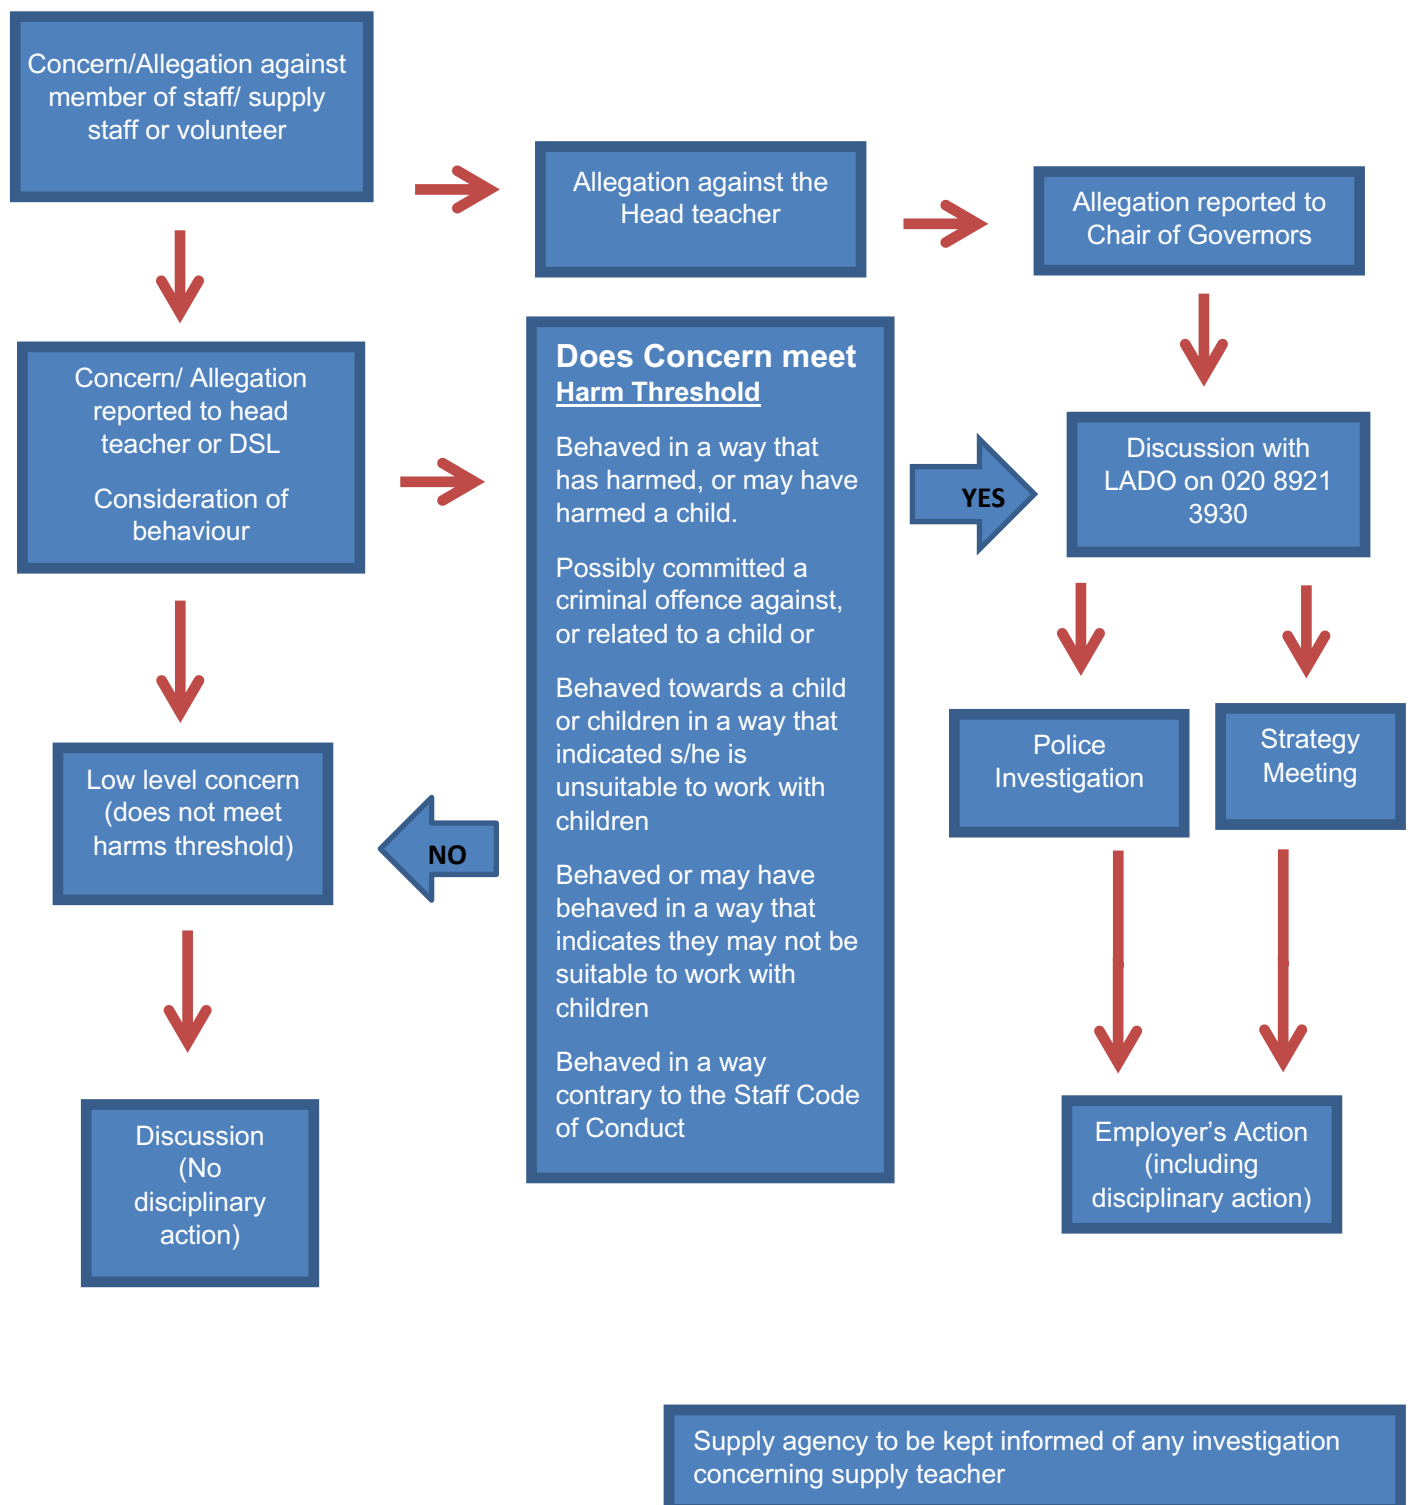 Concern/Allegation against
member of staff/ supply
staff or volunteer
Allegation against the
Head teacher
Allegation reported to
Chair of Governors
Concern/ Allegation
reported to head
teacher or DSL
Consideration of
behaviour
Does Concern meet
Harm Threshold
Behaved in a way that
has harmed, or may have
harmed a child.
Possibly committed a
criminal offence against,
or related to a child or
Behaved towards a child
or children in a way that
indicated s/he is
unsuitable to work with
children
Behaved or may have
behaved in a way that
indicates they may not be
suitable to work with
children
Behaved in a way
contrary to the Staff Code
of Conduct
YES
Discussion with
LADO on 020 8921
3930
Police
Investigation
Strategy
Meeting
NO
Low level concern
(does not meet
harms threshold)
Discussion
(No
disciplinary
action)
Employer’s Action
(including
disciplinary action)
Supply agency to be kept informed of any investigation
concerning supply teacher